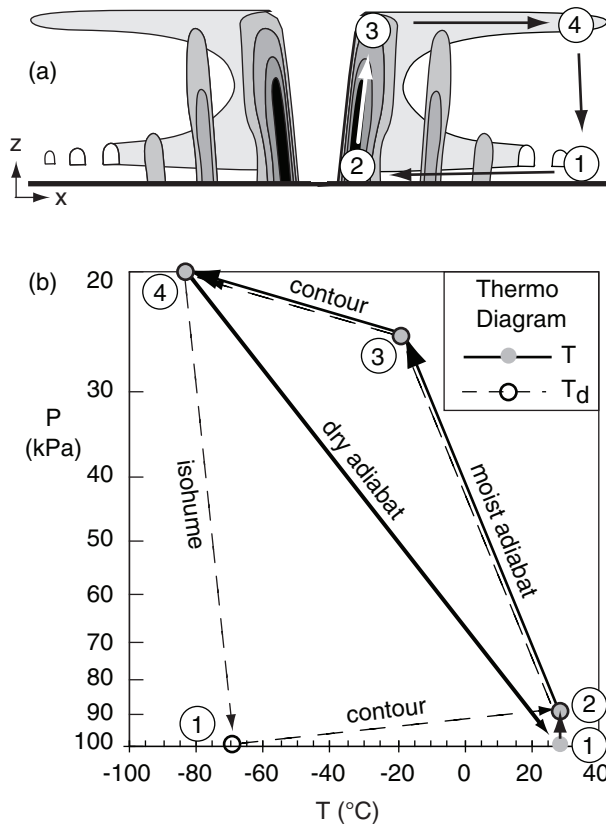 (a)
3
4
2
1
z
x
(b)
20
30
40
50
60
70
80
90
100
P
(kPa)
4
contour
3
Thermo
Diagram
T
Td
isohume
dry adiabat
moist adiabat
1
contour
2
1
-100 -80 -60 -40 -20 0 20 40
T (°C)